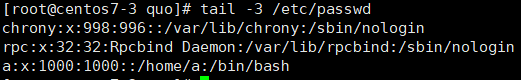 [root@centos7-3 quo]# tail -3 /etc/passwd
chrony:x:998:996::/var/lib/chrony:/sbin/nologin
rpc:x:32:32:Rpcbind Daemon:/var/lib/rpcbind:/sbin/nologin
a:x:1000:1000::/home/a:/bin/bash